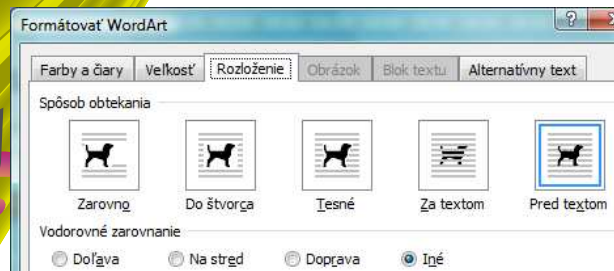 Formátovať WordArt
Farby a čiary Veľkosť Rozloženie Obrázok Blok textu Alternatívny text
Spôsob obtekania
Zarovno Do štvorca Tesné Za textom Pred textom
Vodorovné zarovnanie
Doľava Na stred Doprava Iné